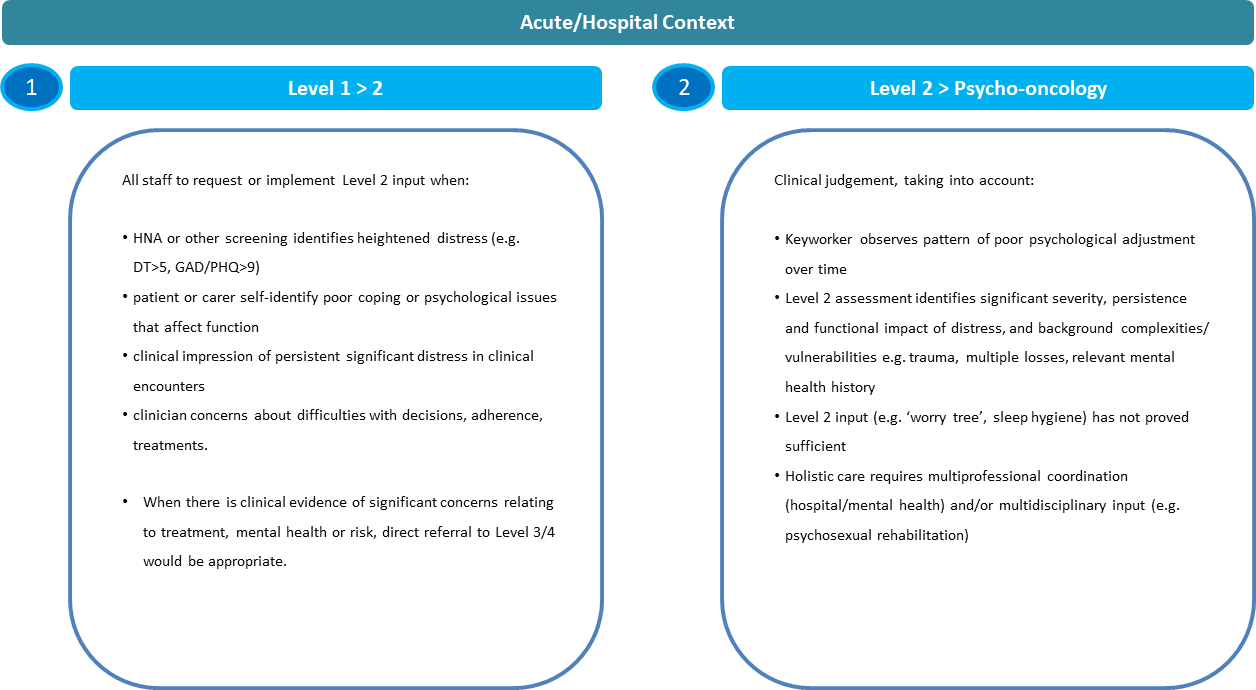 Acute/Hospital Context
1
Level 1 > 2
All staff to request or implement Level 2 input when:
• HNA or other screening identifies heightened distress (e.g.
DT>5, GAD/PHQ>9)
• patient or carer self-identify poor coping or psychological issues
that affect function
• clinical impression of persistent significant distress in clinical
encounters
• clinician concerns about difficulties with decisions, adherence,
treatments.
• When there is clinical evidence of significant concerns relating
to treatment, mental health or risk, direct referral to Level 3/4
would be appropriate.
2
Level 2 > Psycho-oncology
Clinical judgement, taking into account:
• Keyworker observes pattern of poor psychological adjustment
over time
• Level 2 assessment identifies significant severity, persistence
and functional impact of distress, and background complexities/
vulnerabilities e.g. trauma, multiple losses, relevant mental
health history
• Level 2 input (e.g. ‘worry tree’, sleep hygiene) has not proved
sufficient
• Holistic care requires multiprofessional coordination
(hospital/mental health) and/or multidisciplinary input (e.g.
psychosexual rehabilitation)